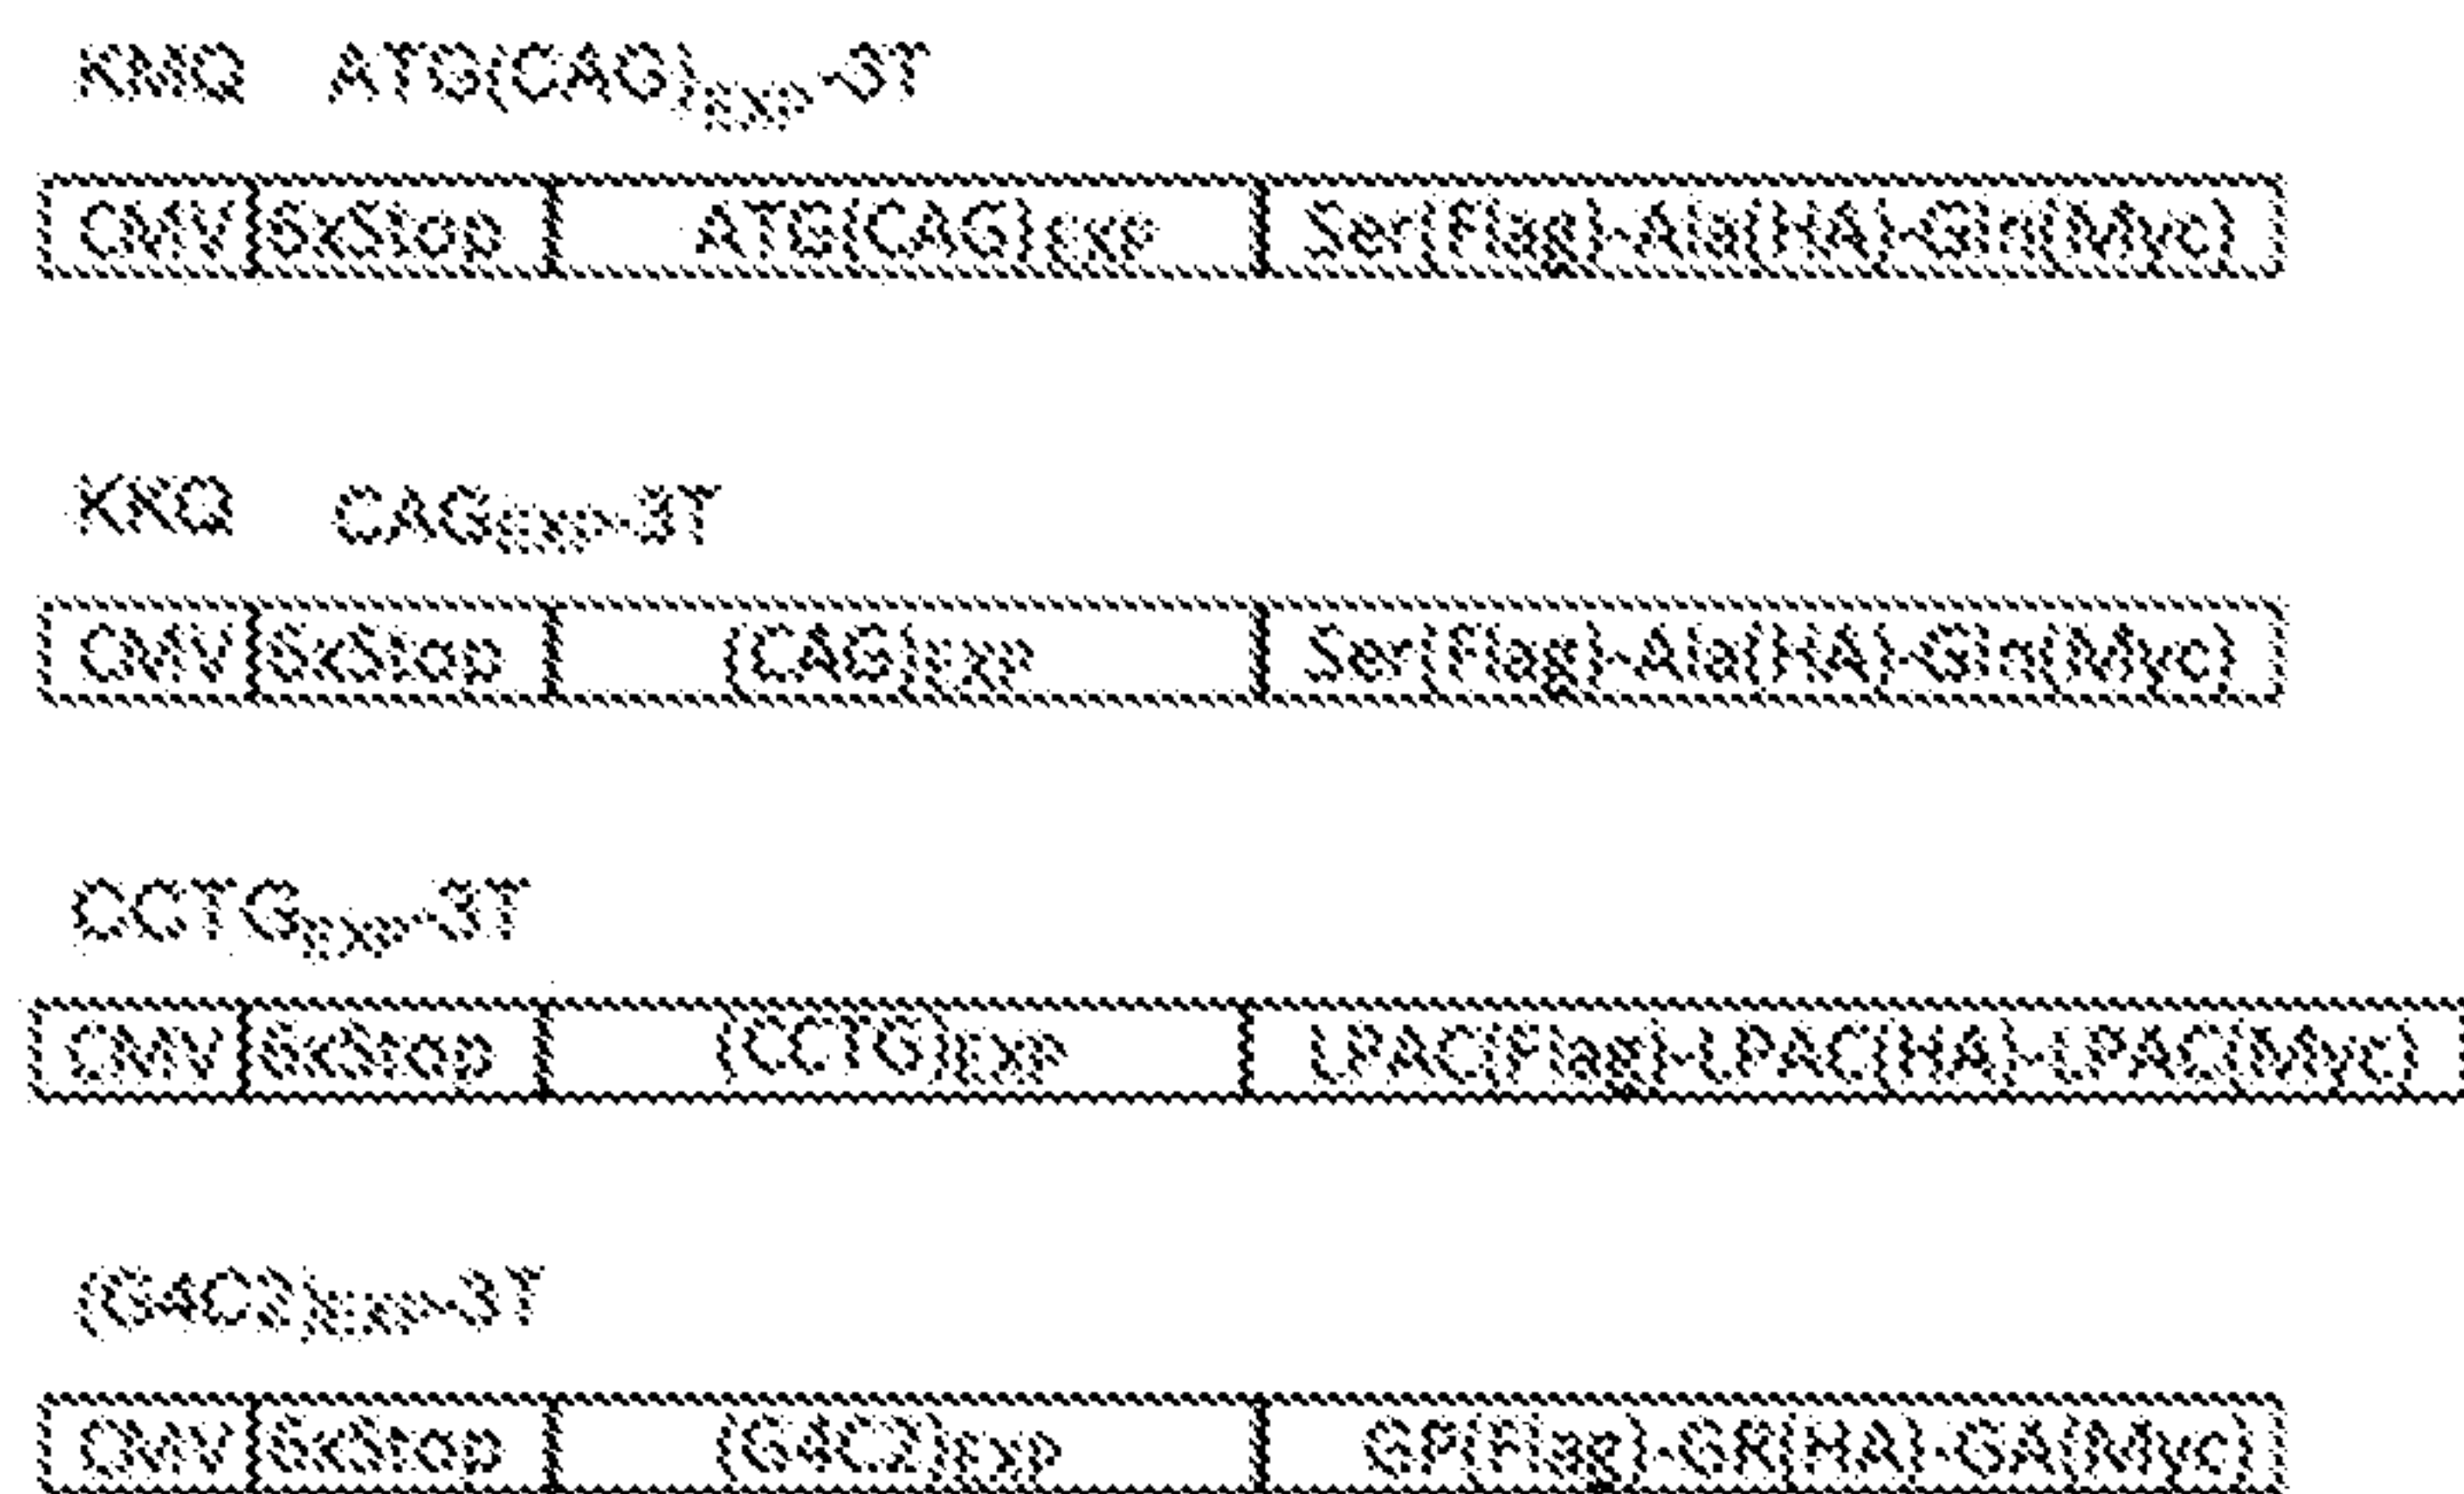 KMQ ATG(CAG)EXP-3T
CMV 6xStop ATG(CAG)EXP Ser(Flag)-Ala(HA)-Gln(Myc)
KKQ CAGEXP-3T
CMV 6xStop (CAG)EXP Ser(Flag)-Ala(HA)-Gln(Myc)
CCTGEXP-3T
CMV 6xStop (CCTG)EXP LPAC(Flag)-LPAC(HA)-LPAC(Myc)
(G4C2)EXP-3T
CMV 6xStop (G4C2)EXP GP(Flag)-GR(HA)-GA(Myc)